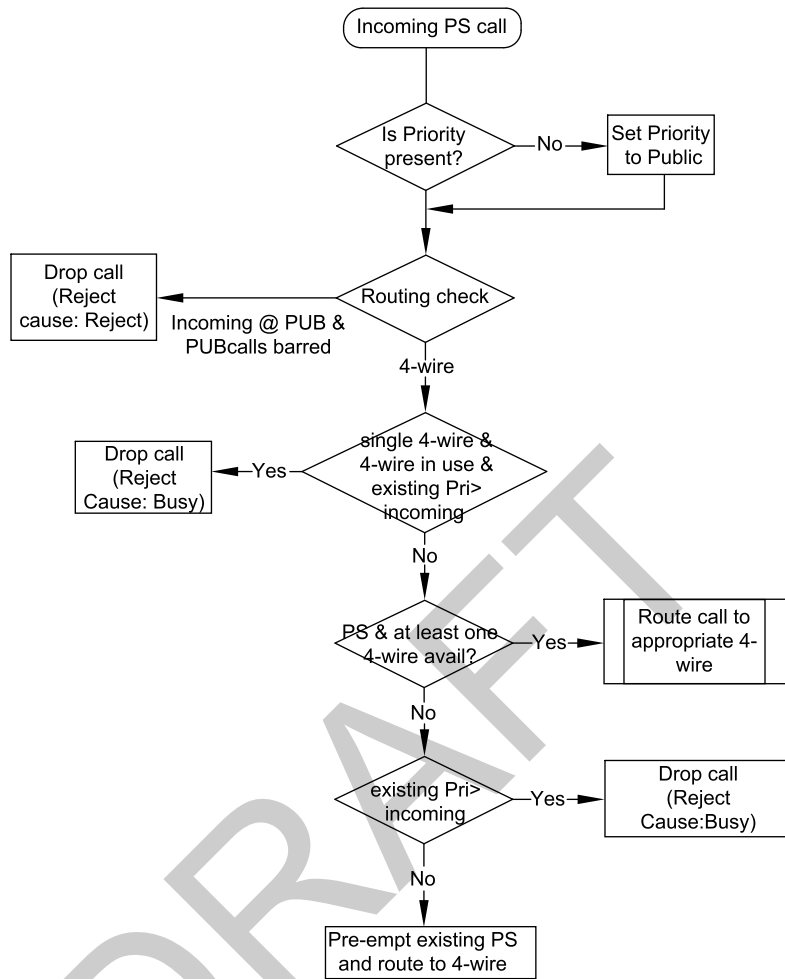 Incoming PS call
Is Priority
present?
No
Set Priority
to Public
Routing check
Drop call
(Reject
cause: Reject)
Incoming @ PUB &
PUBcalls barred
4-wire
single 4-wire &
4-wire in use &
existing Pri>
incoming
Yes
Drop call
(Reject
Cause: Busy)
No
PS & at least one
4-wire avail?
Yes
Route call to
appropriate 4-
wire
No
existing Pri>
incoming
Yes
Drop call
(Reject
Cause:Busy)
No
Pre-empt existing PS
and route to 4-wire
DRAFT